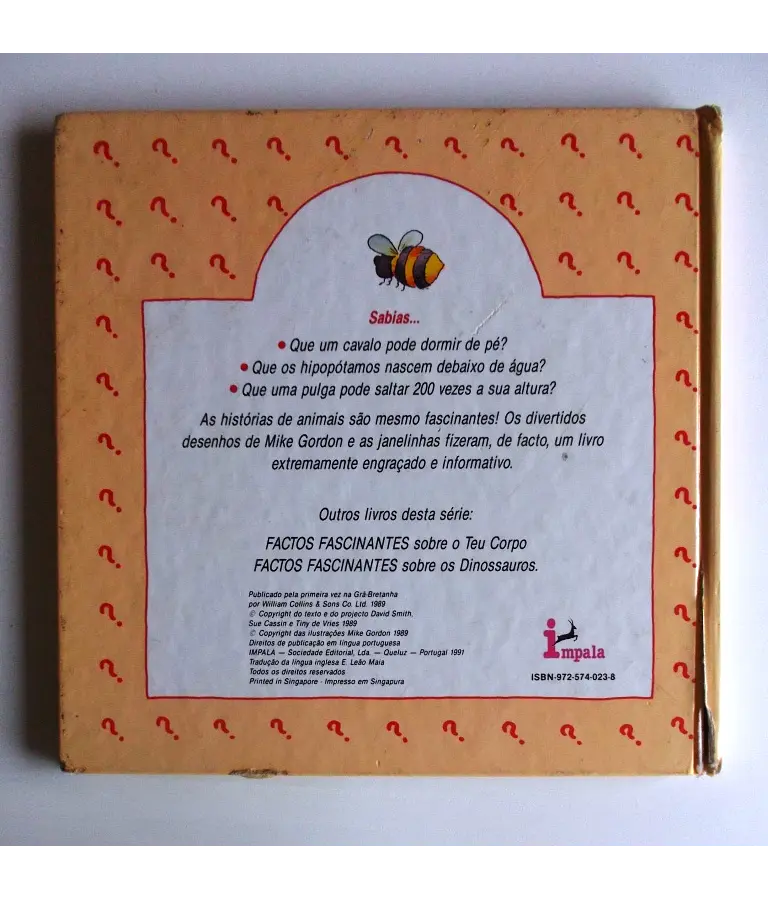 Sabias...
• Que um cavalo pode dormir de pé?
• Que os hipopótamos nascem debaixo de água?
• Que uma pulga pode saltar 200 vezes a sua altura?
As histórias de animais são mesmo fascinantes! Os divertidos
desenhos de Mike Gordon e as janelinhas fizeram, de facto, um livro
extremamente engraçado e informativo.
Outros livros desta série:
FACTOS FASCINANTES sobre o Teu Corpo
FACTOS FASCINANTES sobre os Dinossauros.
Publicado pela primeira vez na Grã-Bretanha
por William Collins & Sons Co. Ltd. 1989
© Copyright do texto e do projecto David Smith,
Sue Cassin e Tiny de Vries 1989
© Copyright das ilustrações Mike Gordon 1989
Direitos de publicação em língua portuguesa
IMPALA — Sociedade Editorial, Lda. — Queluz — Portugal 1991
Tradução da língua inglesa E. Leão Maia
Todos os direitos reservados
Printed in Singapore - Impresso em Singapura
impala
ISBN-972-574-023-8